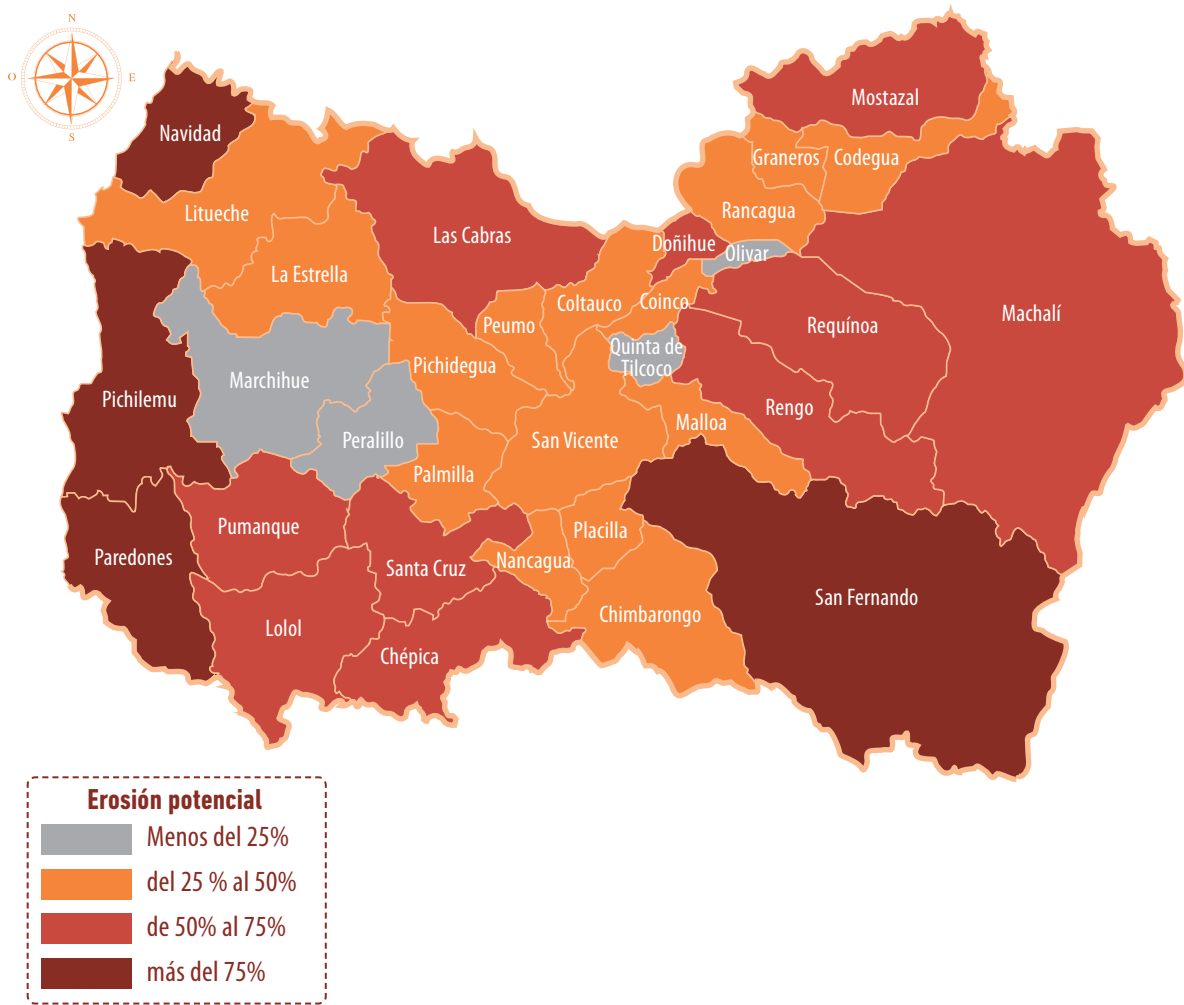 N
O
E
S
Navidad
Mostazal
Graneros
Codegua
Litueche
Rancagua
Las Cabras
Doñihue
Olivar
La Estrella
Coltauco
Coinco
Machalí
Peumo
Requínoa
Quinta de
Tilcoco
Pichidegua
Marchihue
Pichilemu
Rengo
Malloa
Peralillo
San Vicente
Palmilla
Pumanque
Placilla
Paredones
Nancagua
Santa Cruz
San Fernando
Chimbarongo
Lolol
Chépica
Erosión potencial
Menos del 25%
del 25 % al 50%
de 50% al 75%
más del 75%